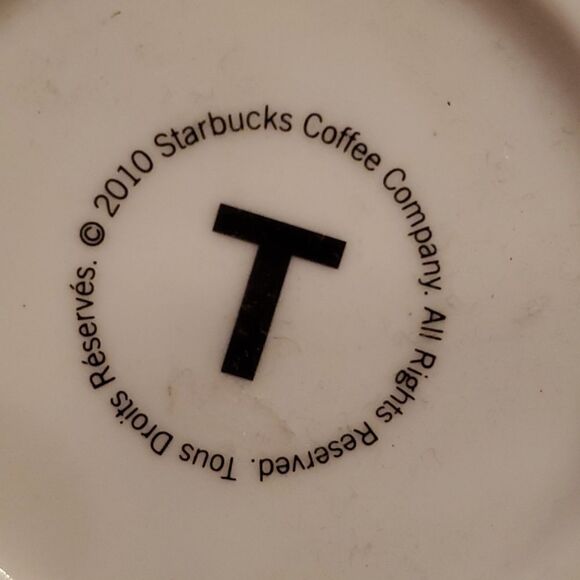 © 2010 Starbucks Coffee Company. All Rights Reserved. Tous Droits Réservés.
T